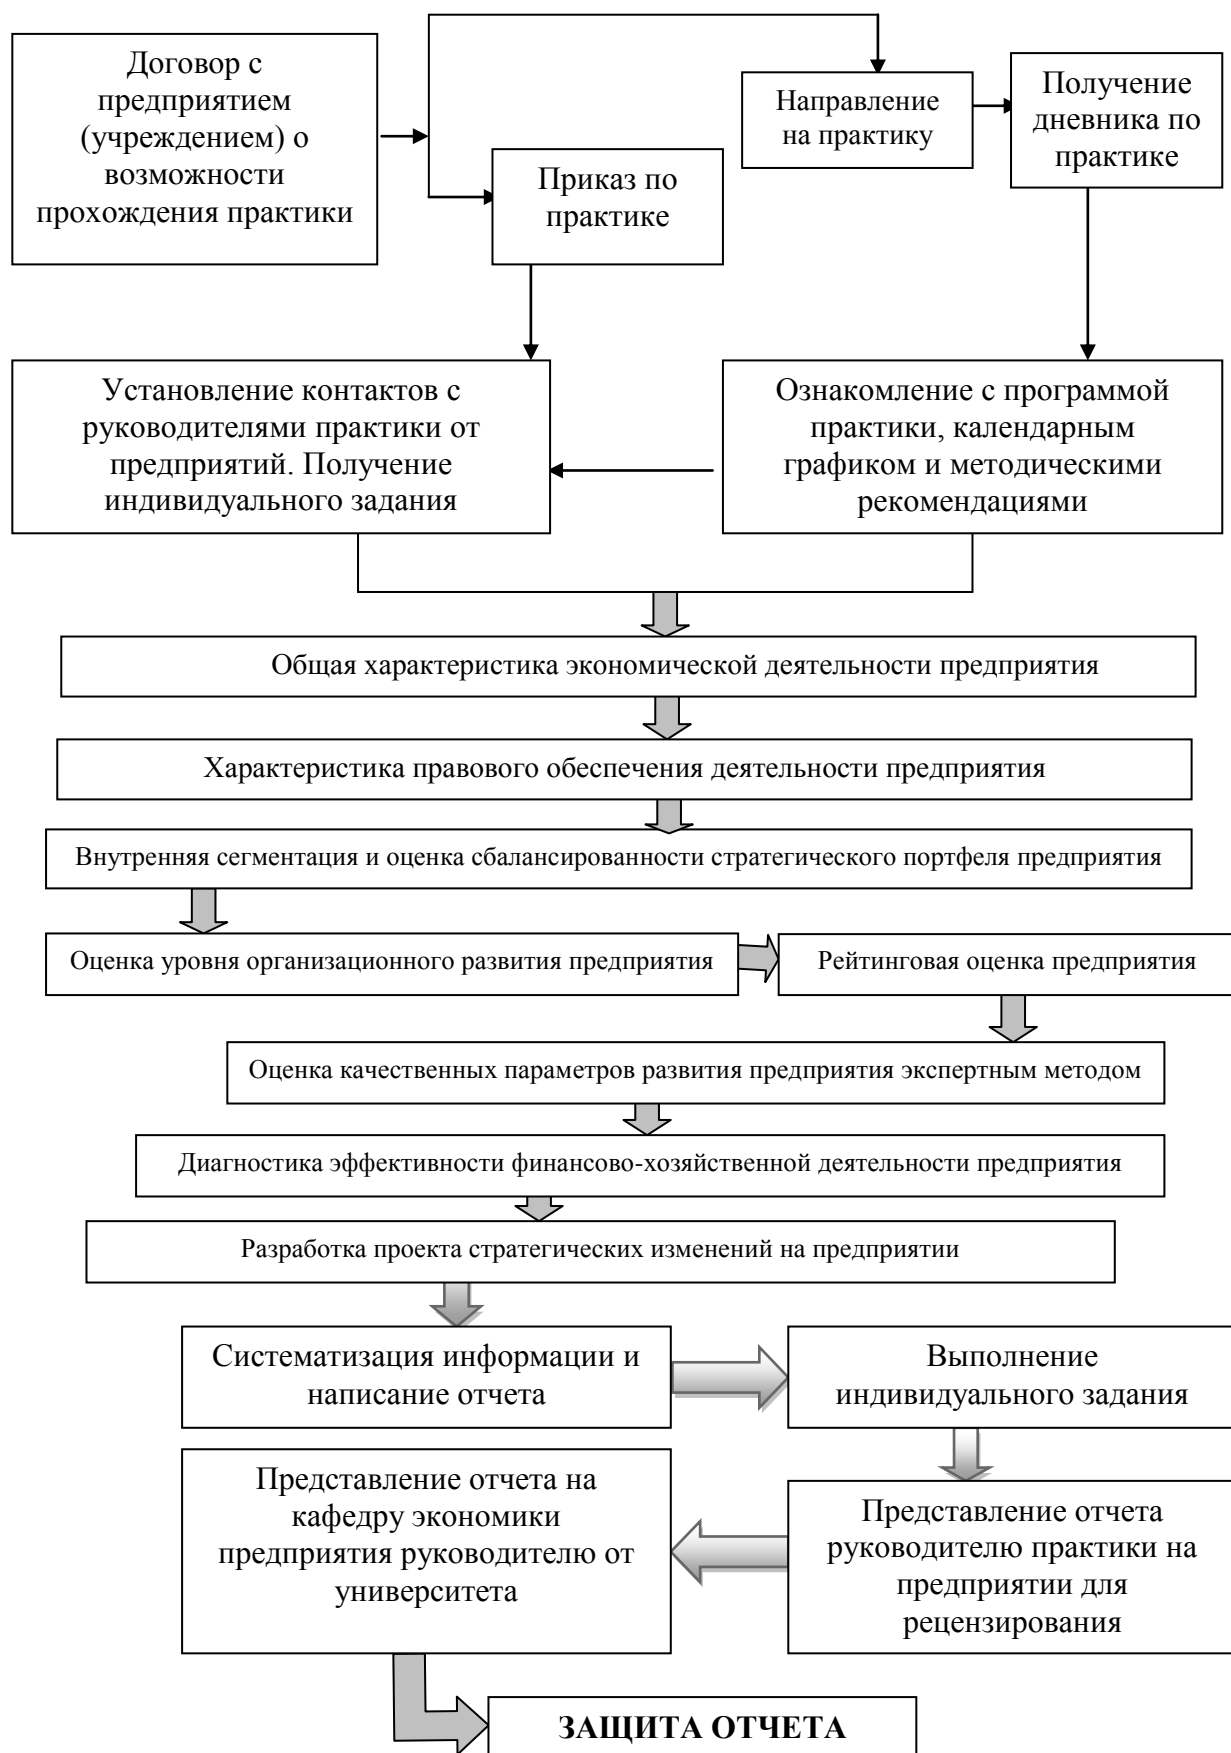 Договор с
предприятием
(учреждением) о
возможности
прохождения практики
Приказ по
практике
Направление
на практику
Получение
дневника по
практике
Установление контактов с
руководителями практики от
предприятий. Получение
индивидуального задания
Ознакомление с программой
практики, календарным
графиком и методическими
рекомендациями
Общая характеристика экономической деятельности предприятия
Характеристика правового обеспечения деятельности предприятия
Внутренняя сегментация и оценка сбалансированности стратегического портфеля предприятия
Оценка уровня организационного развития предприятия
Рейтинговая оценка предприятия
Оценка качественных параметров развития предприятия экспертным методом
Диагностика эффективности финансово-хозяйственной деятельности предприятия
Разработка проекта стратегических изменений на предприятии
Систематизация информации и
написание отчета
Выполнение
индивидуального задания
Представление отчета на
кафедру экономики
предприятия руководителю от
университета
Представление отчета
руководителю практики на
предприятии для
рецензирования
ЗАЩИТА ОТЧЕТА